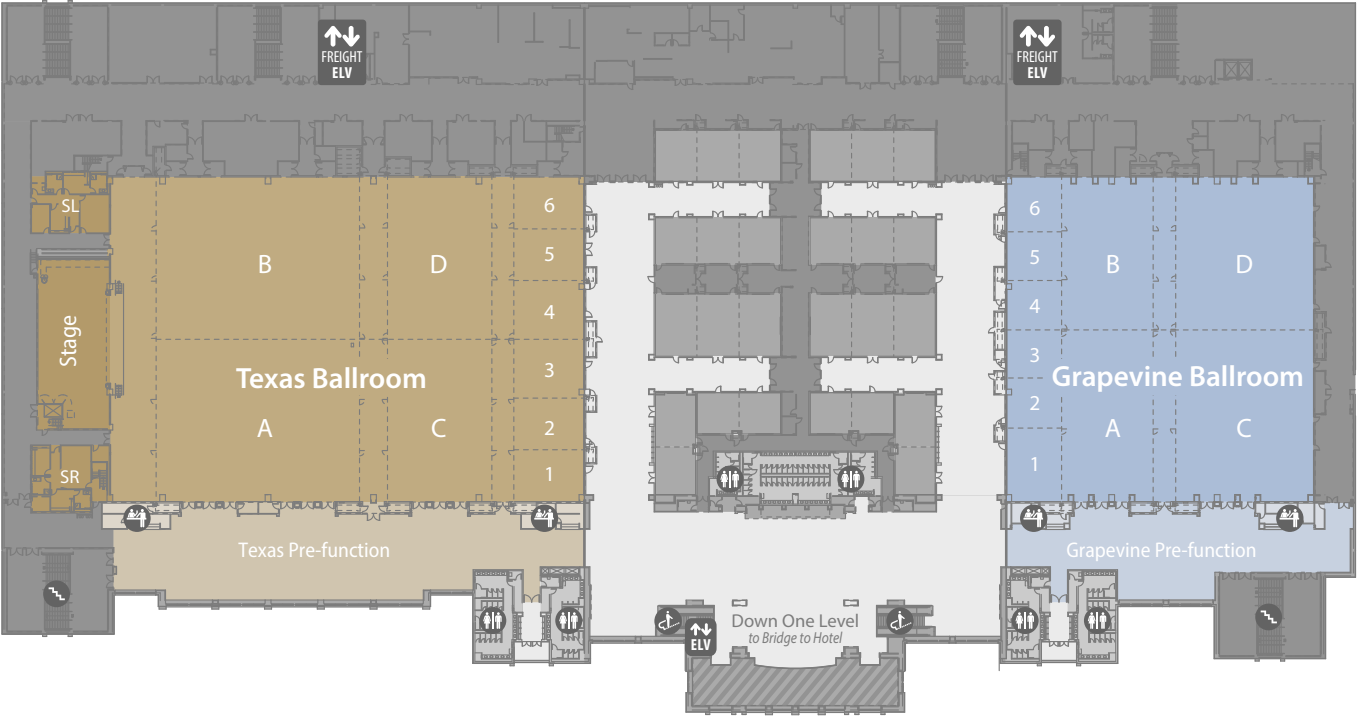 FREIGHT
ELV
FREIGHT
ELV
SL
Stage
SR
B
D
6
5
4
3
2
1
Texas Ballroom
A
C
Texas Pre-function
6
5
4
3
2
1
B
D
Grapevine Ballroom
A
C
Grapevine Pre-function
ELV
Down One Level
to Bridge to Hotel